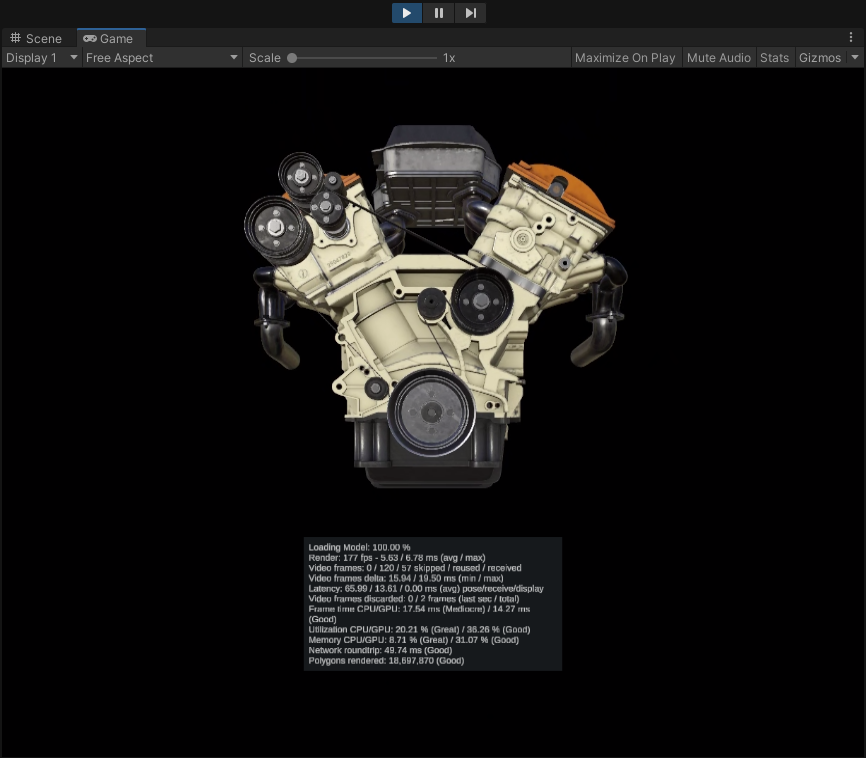 Scene Game
Display 1 Free Aspect Scale 1x Maximize On Play Mute Audio Stats Gizmos
Loading Model: 100.00 %
Render: 177 fps - 5.63 / 6.78 ms (avg / max)
Video frames: 0 / 120 / 57 skipped / reused / received
Video frames delta: 15.94 / 19.50 ms (min / max)
Latency: 65.99 / 13.61 / 0.00 ms (avg) pose/receive/display
Video frames discarded: 0 / 2 frames (last sec / total)
Frame time CPU/GPU: 17.54 ms (Mediocre) / 14.27 ms
(Good)
Utilization CPU/GPU: 20.21 % (Great) / 36.26 % (Good)
Memory CPU/GPU: 8.71 % (Great) / 31.07 % (Good)
Network roundtrip: 49.74 ms (Good)
Polygons rendered: 18,697,870 (Good)